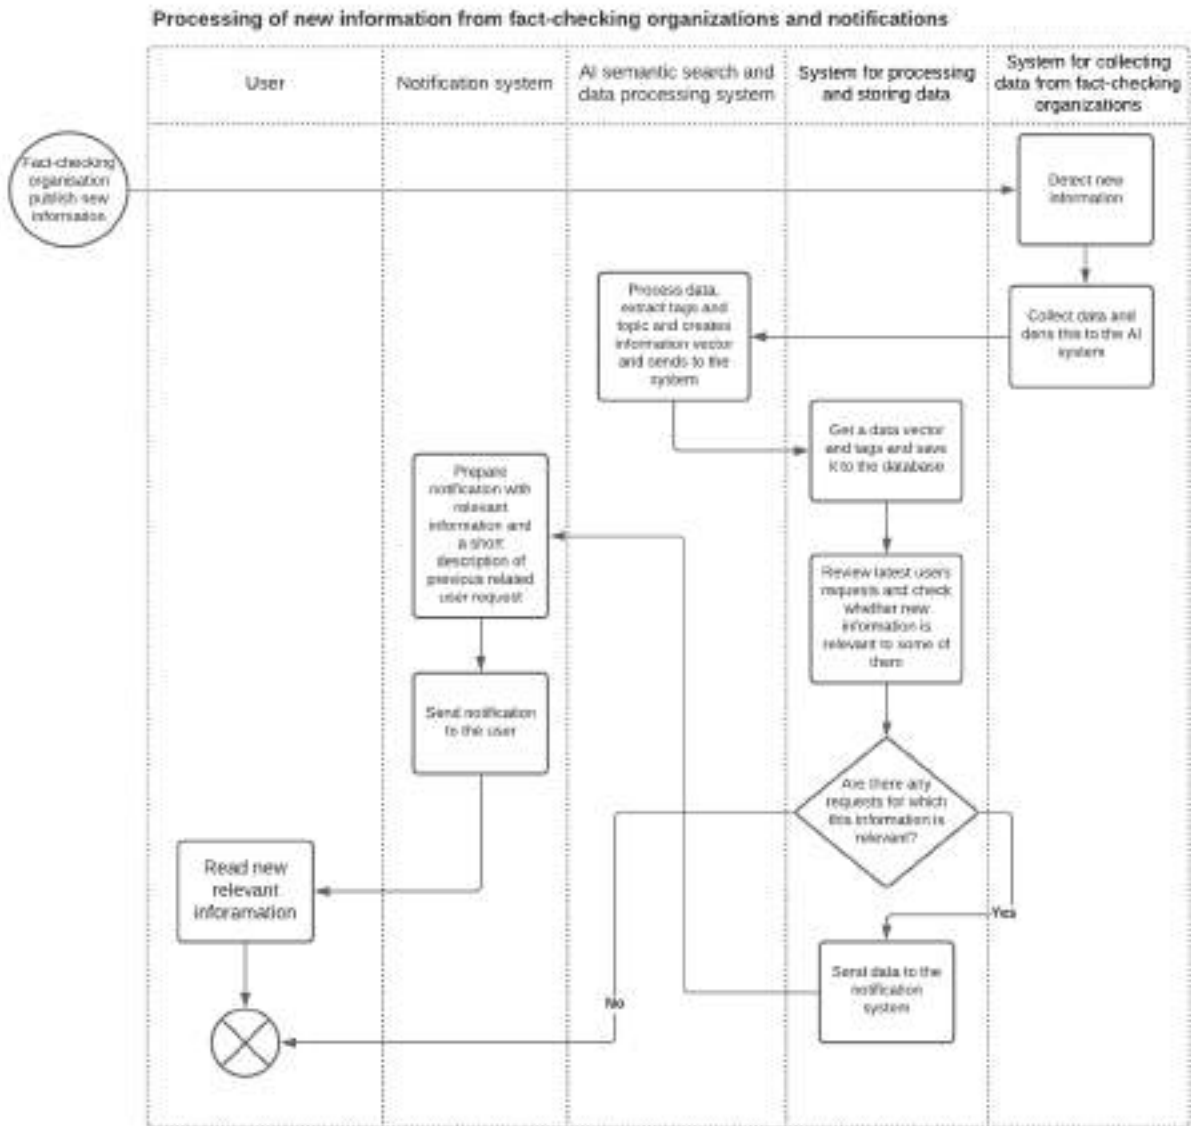 Processing of new information from fact-checking organizations and notifications
User
Notification system
AI semantic search and
data processing system
System for processing
and storing data
System for collecting
data from fact-checking
organizations
Fact-checking
organisation
publish new
information
Detect new
information
Process data,
extract tags and
topic and creates
information vector
and sends to the
system
Collect data and
dens this to the AI
system
Get a data vector
and tags and save
it to the database
Prepare
notification with
relevant
information and
a short
description of
previous related
user request
Review latest users
requests and check
whether new
information is
relevant to some of
them
Send notification
to the user
Are there any
requests for which
this information is
relevant?
Read new
relevant
inforamation
Yes
Send data to the
notification
system
No